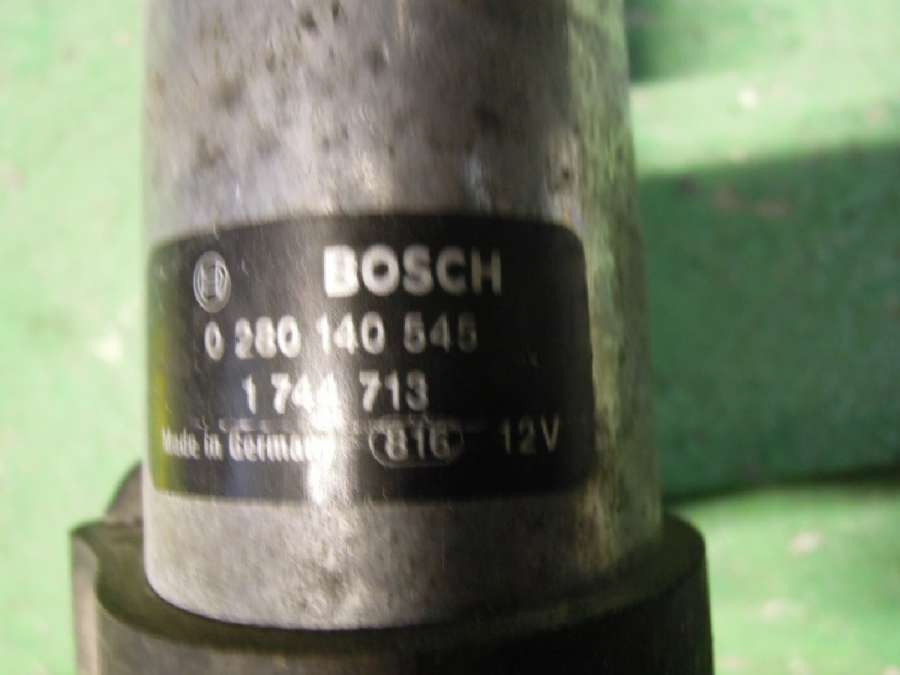 BOSCH
0 280 140 545
1 744 713
Made in Germany 816 12V